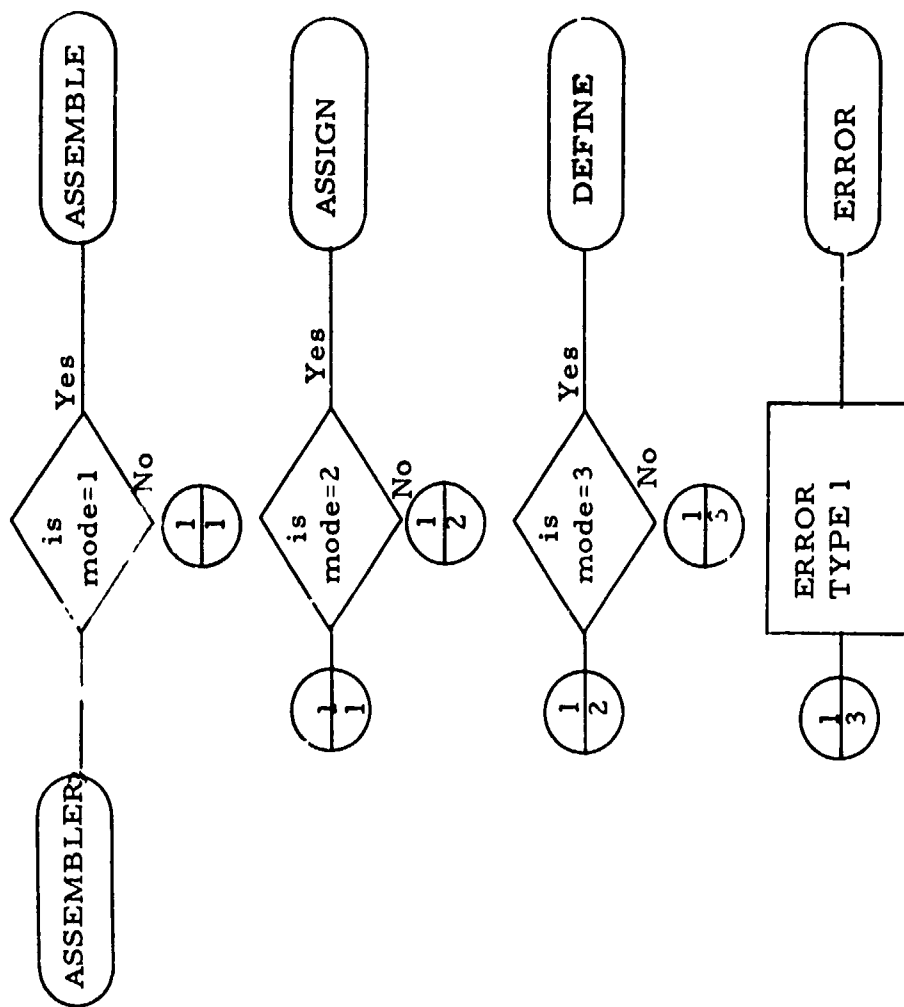 ASSEMBLER
is
mode=1
Yes
ASSEMBLE
No
1
1
1
1
is
mode=2
Yes
ASSIGN
No
1
2
1
2
is
mode=3
Yes
DEFINE
No
1
3
1
3
ERROR
TYPE 1
ERROR